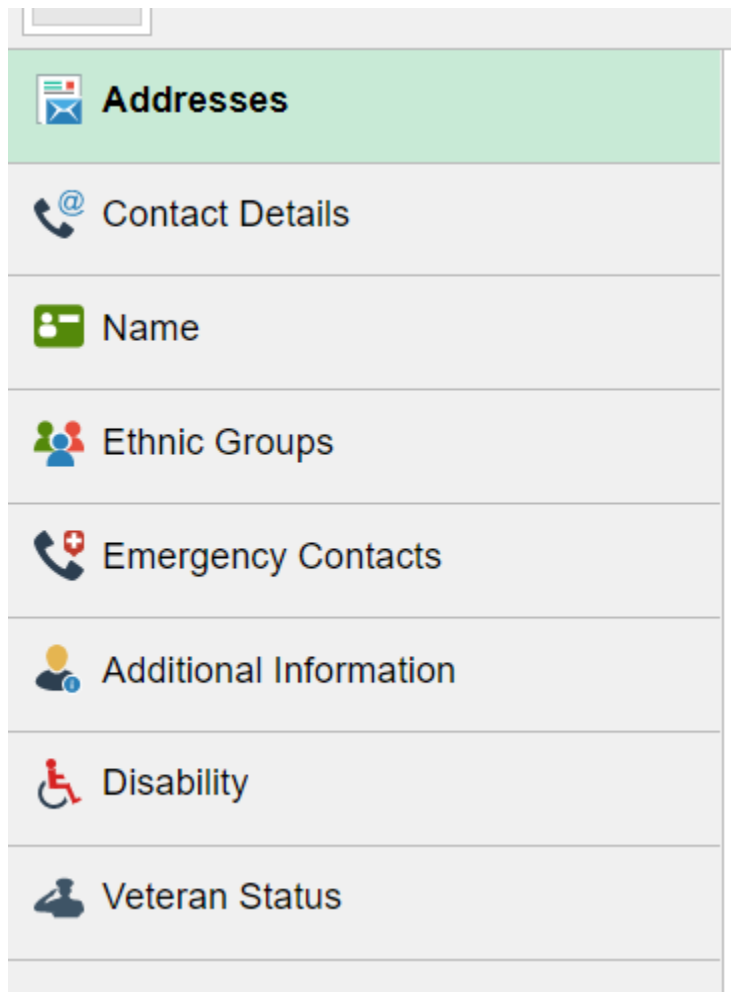 Addresses
Contact Details
Name
Ethnic Groups
Emergency Contacts
Additional Information
Disability
Veteran Status